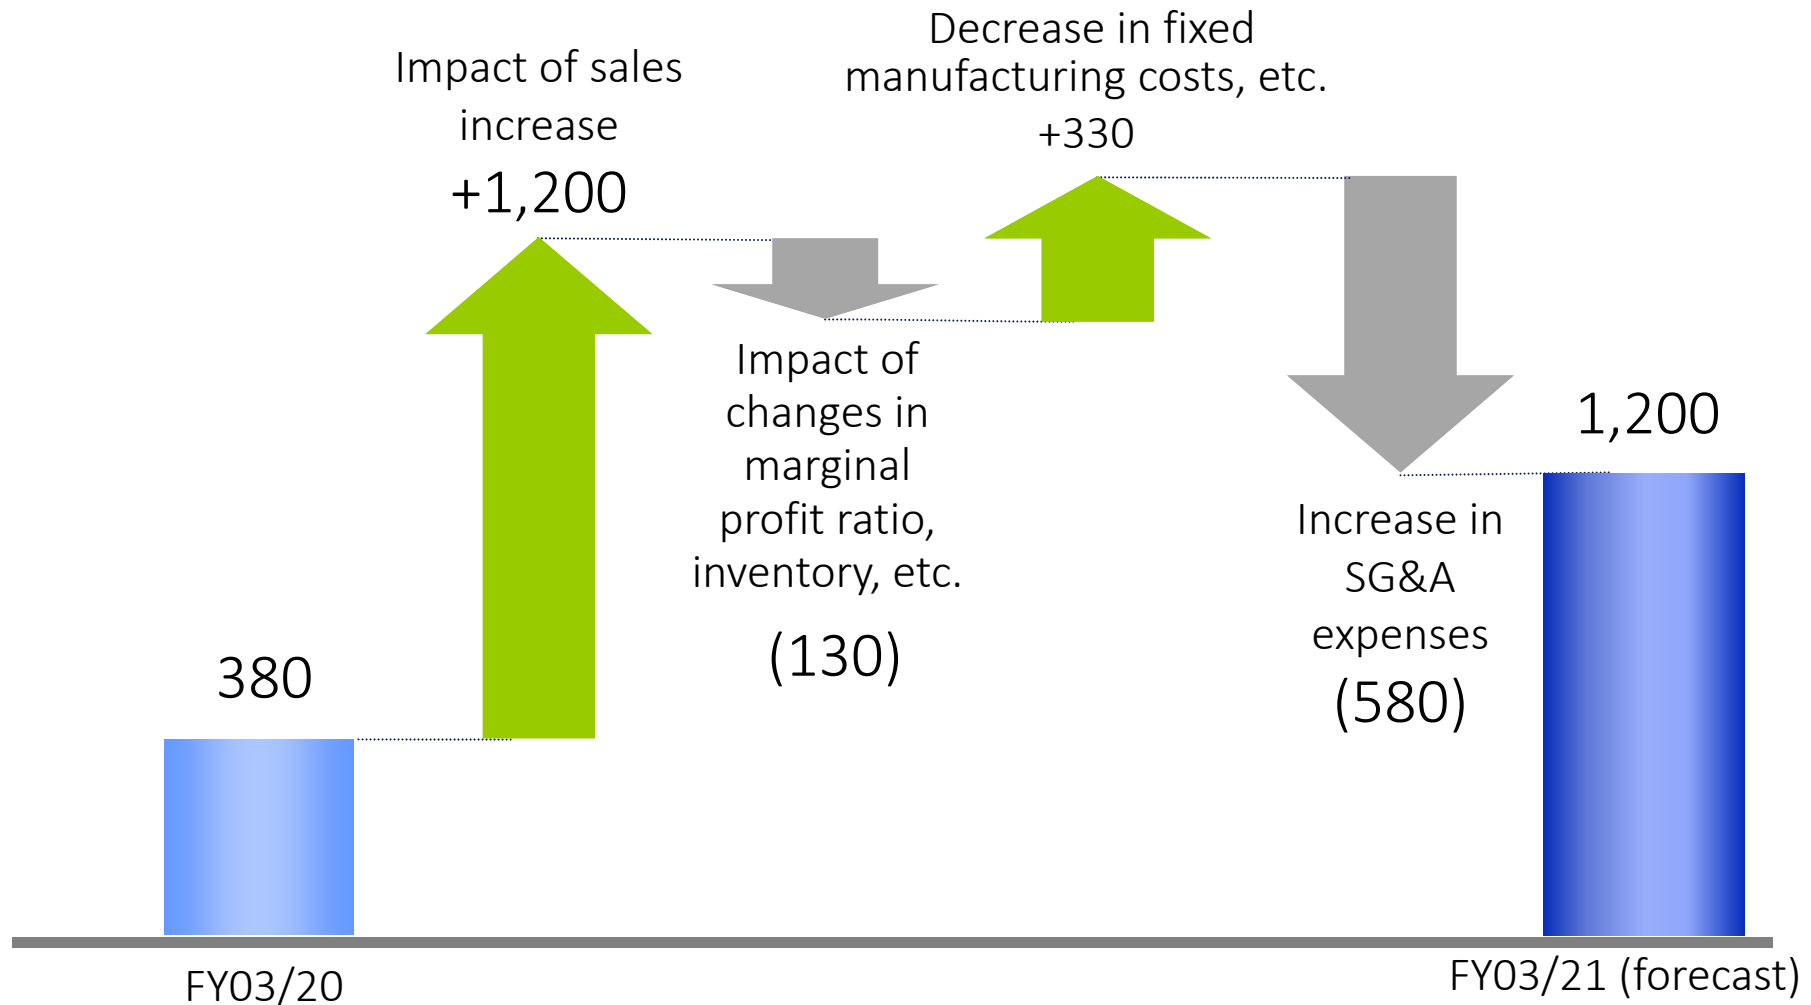 Impact of sales
increase
+1,200
Decrease in fixed
manufacturing costs, etc.
+330
Impact of
changes in
marginal
profit ratio,
inventory, etc.
(130)
Increase in
SG&A
expenses
(580)
380
1,200
FY03/20
FY03/21 (forecast)